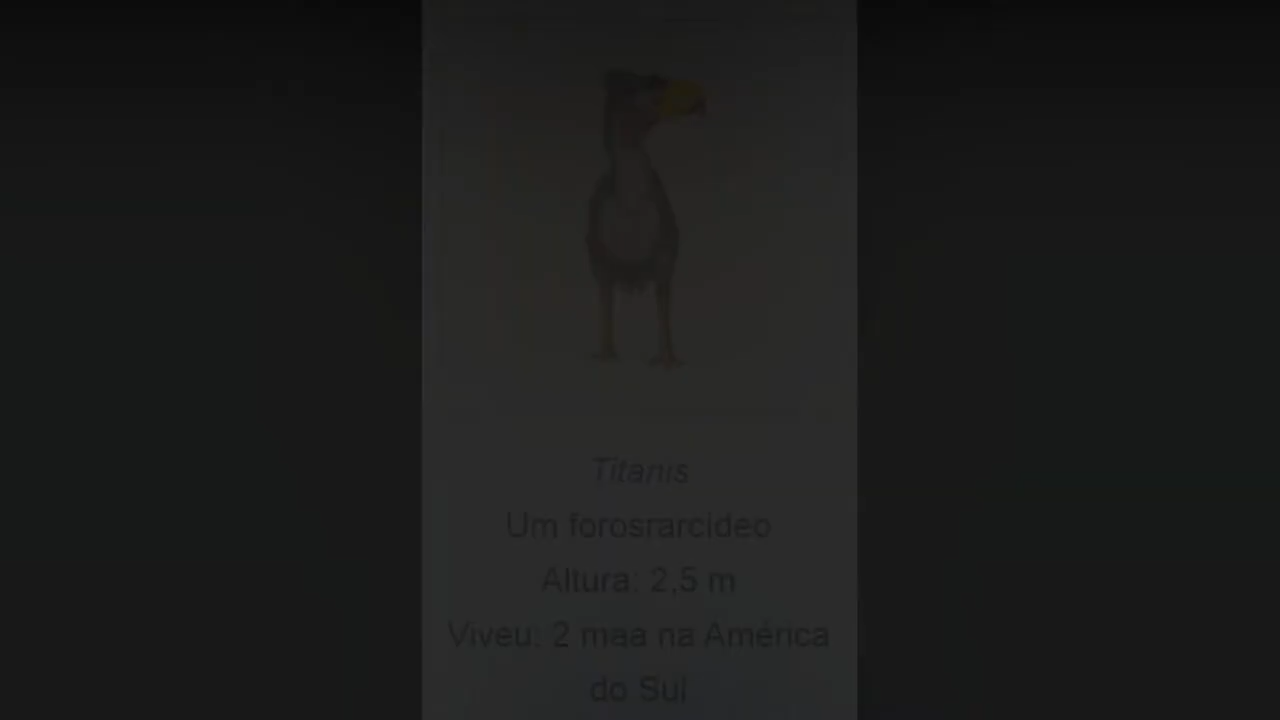 Titanis
Um forosrarcideo
Altura: 2,5 m
Viveu: 2 maa na América
do Sul